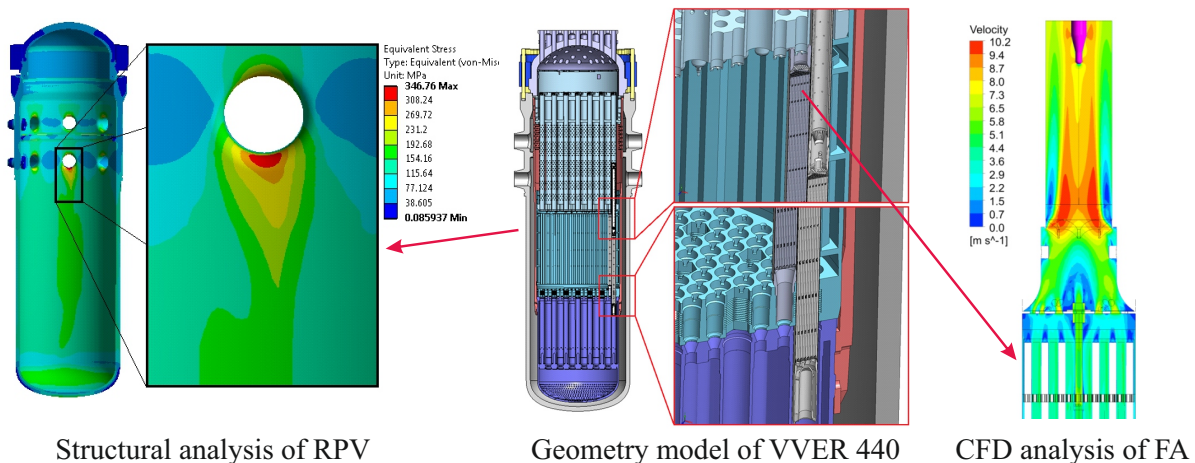 Equivalent Stress
Type: Equivalent (von-Mis
Unit: MPa
346.76 Max
308.24
269.72
231.2
192.68
154.16
115.64
77.124
38.605
0.085937 Min
Velocity
10.2
9.4
8.7
8.0
7.3
6.5
5.8
5.1
4.4
3.6
2.9
2.2
1.5
0.7
0.0
[m s^-1]
Structural analysis of RPV
Geometry model of VVER 440
CFD analysis of FA